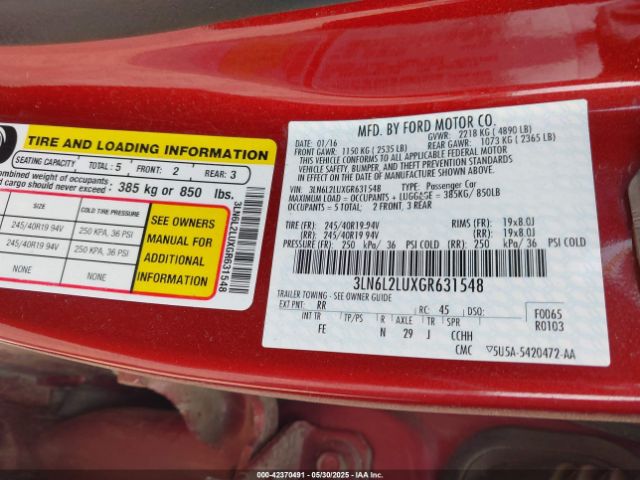 TIRE AND LOADING INFORMATION
SEATING CAPACITY TOTAL: 5 FRONT: 2 REAR: 3
combined weight of occupants
d cargo should never exceed: 385 kg or 850 lbs.
SIZE COLD TIRE PRESSURE
245/40R19 94V 250 KPA, 36 PSI
245/40R19 94V 250 KPA, 36 PSI
NONE NONE
SEE OWNERS
MANUAL FOR
ADDITIONAL
INFORMATION
3LN6L2LUXGR631548
MFD. BY FORD MOTOR CO.
DATE: 01/16 GVWR: 2218 KG ( 4890 LB)
FRONT GAWR: 1150 KG ( 2535 LB) REAR GAWR: 1073 KG ( 2365 LB)
THIS VEHICLE CONFORMS TO ALL APPLICABLE FEDERAL MOTOR
VEHICLE SAFETY, BUMPER, AND THEFT PREVENTION STANDARDS IN
EFFECT ON THE DATE OF MANUFACTURE SHOWN ABOVE.
VIN: 3LN6L2LUXGR631548 TYPE: Passenger Car
MAXIMUM LOAD = OCCUPANTS + LUGGAGE = 385KG/ 850LB
OCCUPANTS = 5 TOTAL: 2 FRONT, 3 REAR
TIRE (FR): 245/40R19 94V RIMS (FR): 19x8.0J
(RR): 245/40R19 94V (RR): 19x8.0J
PRESSURE (FR): 250 kPa/ 36 PSI COLD (RR): 250 kPa/ 36 PSI COLD
3LN6L2LUXGR631548
TRAILER TOWING - SEE OWNER GUIDE
EXT PNT: RR RC: 45 DSO: F0065
INT TR TP/PS R AXLE TR SPR R0103
FE N 29 J CCHH
CMC ▽5U5A-5420472-AA
STOCK: 42370491 - 05/30/2025 - IMAGE BY IAA